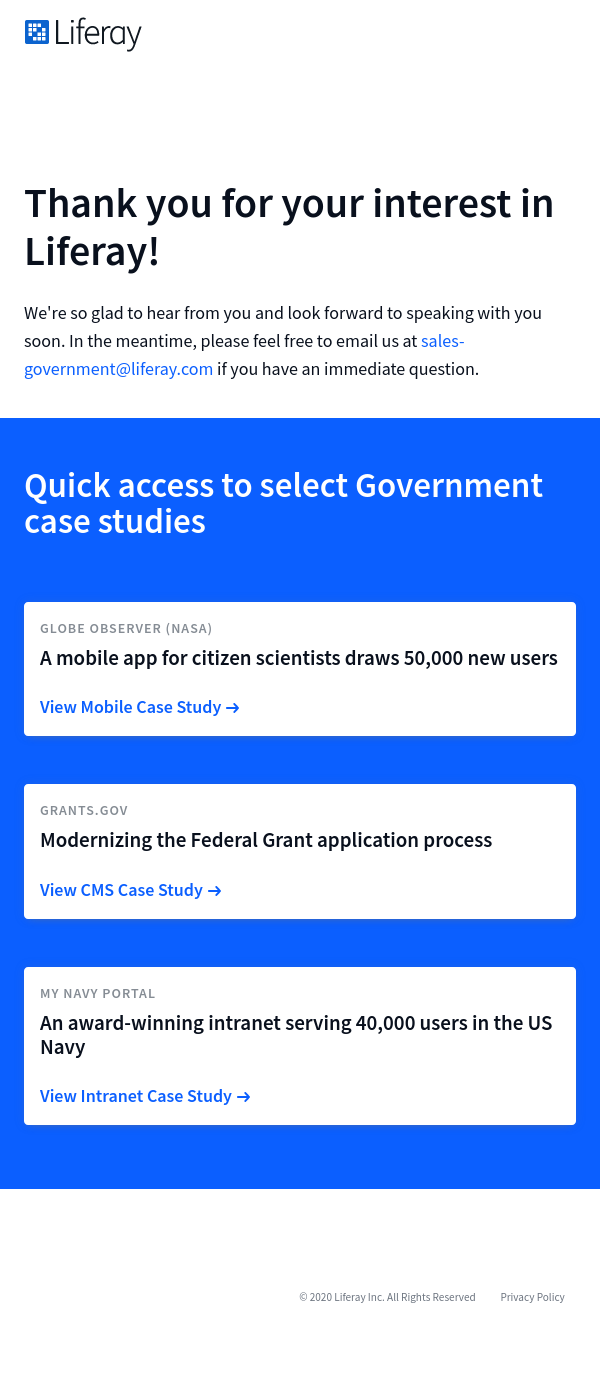 Liferay
Thank you for your interest in
Liferay!
We're so glad to hear from you and look forward to speaking with you
soon. In the meantime, please feel free to email us at sales-
government@liferay.com if you have an immediate question.
Quick access to select Government
case studies
GLOBE OBSERVER (NASA)
A mobile app for citizen scientists draws 50,000 new users
View Mobile Case Study →
GRANTS.GOV
Modernizing the Federal Grant application process
View CMS Case Study →
MY NAVY PORTAL
An award-winning intranet serving 40,000 users in the US
Navy
View Intranet Case Study →
© 2020 Liferay Inc. All Rights Reserved Privacy Policy